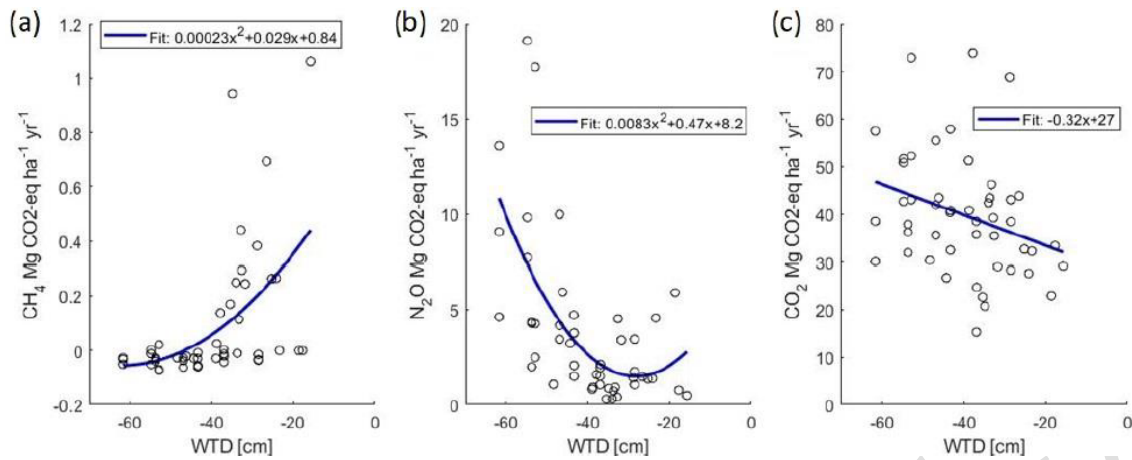 (a)
Fit: 0.00023x²+0.029x+0.84
CH₄ Mg CO2-eq ha⁻¹ yr⁻¹
1.2
1
0.8
0.6
0.4
0.2
0
-0.2
-60
-40
-20
0
WTD [cm]
(b)
Fit: 0.0083x²+0.47x+8.2
N₂O Mg CO2-eq ha⁻¹ yr⁻¹
20
15
10
5
0
-60
-40
-20
0
WTD [cm]
(c)
Fit: -0.32x+27
CO₂ Mg CO2-eq ha⁻¹ yr⁻¹
80
70
60
50
40
30
20
10
0
-60
-40
-20
0
WTD [cm]